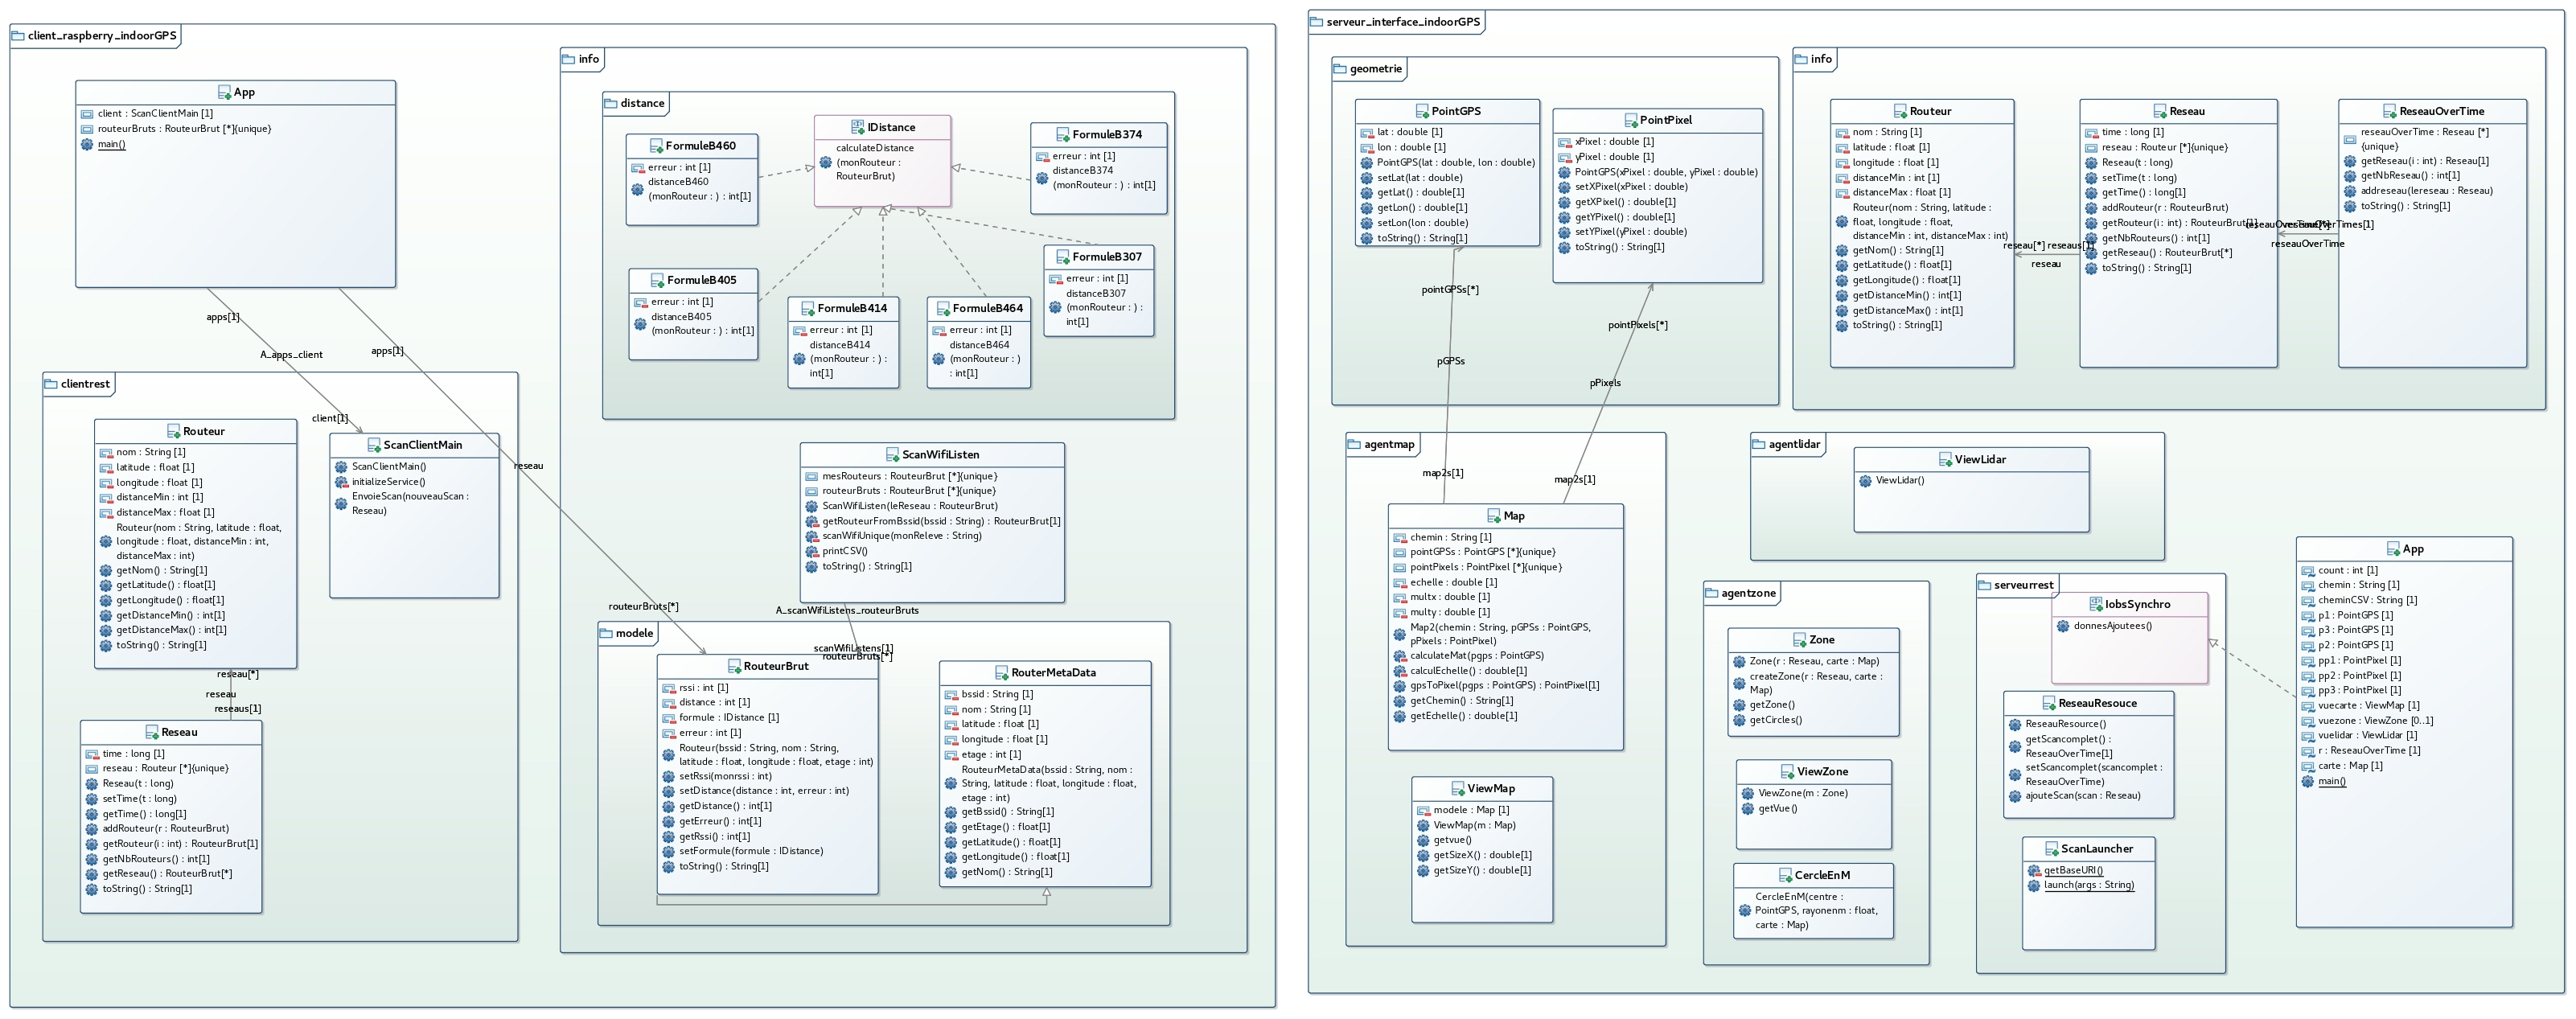 client_raspberry_indoorGPS
App
client : ScanClientMain [1]
routeurBruts : RouteurBrut [*]{unique}
main()
apps[1]
A_apps_client
client[1]
apps[1]
reseau
routeurBruts[*]
clientrest
Routeur
nom : String [1]
latitude : float [1]
longitude : float [1]
distanceMin : int [1]
distanceMax : float [1]
Routeur(nom : String, latitude : float,
longitude : float, distanceMin : int,
distanceMax : int)
getNom() : String[1]
getLatitude() : float[1]
getLongitude() : float[1]
getDistanceMin() : int[1]
getDistanceMax() : int[1]
toString() : String[1]
ScanClientMain
ScanClientMain()
initializeService()
EnvoieScan(nouveauScan :
Reseau)
reseau[*]
reseau
reseaus[1]
Reseau
time : long [1]
reseau : Routeur [*]{unique}
Reseau(t : long)
setTime(t : long)
getTime() : long[1]
addRouteur(r : RouteurBrut)
getRouteur(i : int) : RouteurBrut[1]
getNbRouteurs() : int[1]
getReseau() : RouteurBrut[*]
toString() : String[1]
info
distance
FormuleB460
erreur : int [1]
distanceB460
(monRouteur : ) : int[1]
IDistance
calculateDistance
(monRouteur :
RouteurBrut)
FormuleB374
erreur : int [1]
distanceB374
(monRouteur : ) : int[1]
FormuleB405
erreur : int [1]
distanceB405
(monRouteur : ) : int[1]
FormuleB414
erreur : int [1]
distanceB414
(monRouteur : ) :
int[1]
FormuleB464
erreur : int [1]
distanceB464
(monRouteur : )
: int[1]
FormuleB307
erreur : int [1]
distanceB307
(monRouteur : ) :
int[1]
ScanWifiListen
mesRouteurs : RouteurBrut [*]{unique}
routeurBruts : RouteurBrut [*]{unique}
ScanWifiListen(leReseau : RouteurBrut)
getRouteurFromBssid(bssid : String) : RouteurBrut[1]
scanWifiUnique(monReleve : String)
printCSV()
toString() : String[1]
A_scanWifiListens_routeurBruts
scanWifiListens[1]
routeurBruts[*]
modele
RouteurBrut
rssi : int [1]
distance : int [1]
formule : IDistance [1]
erreur : int [1]
Routeur(bssid : String, nom : String,
latitude : float, longitude : float, etage : int)
setRssi(monrssi : int)
setDistance(distance : int, erreur : int)
getDistance() : int[1]
getErreur() : int[1]
getRssi() : int[1]
setFormule(formule : IDistance)
toString() : String[1]
RouterMetaData
bssid : String [1]
nom : String [1]
latitude : float [1]
longitude : float [1]
etage : int [1]
RouteurMetaData(bssid : String, nom :
String, latitude : float, longitude : float,
etage : int)
getBssid() : String[1]
getEtage() : float[1]
getLatitude() : float[1]
getLongitude() : float[1]
getNom() : String[1]
serveur_interface_indoorGPS
geometrie
PointGPS
lat : double [1]
lon : double [1]
PointGPS(lat : double, lon : double)
setLat(lat : double)
getLat() : double[1]
getLon() : double[1]
setLon(lon : double)
toString() : String[1]
PointPixel
xPixel : double [1]
yPixel : double [1]
PointGPS(xPixel : double, yPixel : double)
setXPixel(xPixel : double)
getXPixel() : double[1]
getYPixel() : double[1]
setYPixel(yPixel : double)
toString() : String[1]
pointGPSs[*]
pGPSs
map2s[1]
pointPixels[*]
pPixels
map2s[1]
info
Routeur
nom : String [1]
latitude : float [1]
longitude : float [1]
distanceMin : int [1]
distanceMax : float [1]
Routeur(nom : String, latitude :
float, longitude : float,
distanceMin : int, distanceMax : int)
getNom() : String[1]
getLatitude() : float[1]
getLongitude() : float[1]
getDistanceMin() : int[1]
getDistanceMax() : int[1]
toString() : String[1]
reseau[*]
reseaus[1]
reseau
Reseau
time : long [1]
reseau : Routeur [*]{unique}
Reseau(t : long)
setTime(t : long)
getTime() : long[1]
addRouteur(r : RouteurBrut)
getRouteur(i : int) : RouteurBrut[1]
getNbRouteurs() : int[1]
getReseau() : RouteurBrut[*]
toString() : String[1]
reseauOverTime
ReseauOverTime
reseauOverTime : Reseau [*]
{unique}
getReseau(i : int) : Reseau[1]
getNbReseau() : int[1]
addreseau(lereseau : Reseau)
toString() : String[1]
agentmap
Map
chemin : String [1]
pointGPSs : PointGPS [*]{unique}
pointPixels : PointPixel [*]{unique}
echelle : double [1]
multx : double [1]
multy : double [1]
Map2(chemin : String, pGPSs : PointGPS,
pPixels : PointPixel)
calculateMat(pgps : PointGPS)
calculEchelle() : double[1]
gpsToPixel(pgps : PointGPS) : PointPixel[1]
getChemin() : String[1]
getEchelle() : double[1]
ViewMap
modele : Map [1]
ViewMap(m : Map)
getvue()
getSizeX() : double[1]
getSizeY() : double[1]
agentlidar
ViewLidar
ViewLidar()
agentzone
Zone
Zone(r : Reseau, carte : Map)
createZone(r : Reseau, carte :
Map)
getZone()
getCircles()
ViewZone
ViewZone(m : Zone)
getVue()
CercleEnM
CercleEnM(centre :
PointGPS, rayonenm : float,
carte : Map)
serveurrest
IobsSynchro
donnesAjoutees()
ReseauResouce
ReseauResource()
getScancomplet() :
ReseauOverTime[1]
setScancomplet(scancomplet :
ReseauOverTime)
ajouteScan(scan : Reseau)
ScanLauncher
getBaseURI()
launch(args : String)
App
count : int [1]
chemin : String [1]
cheminCSV : String [1]
p1 : PointGPS [1]
p3 : PointGPS [1]
p2 : PointGPS [1]
pp1 : PointPixel [1]
pp2 : PointPixel [1]
pp3 : PointPixel [1]
vuecarte : ViewMap [1]
vuezone : ViewZone [0..1]
vuelidar : ViewLidar [1]
r : ReseauOverTime [1]
carte : Map [1]
main()